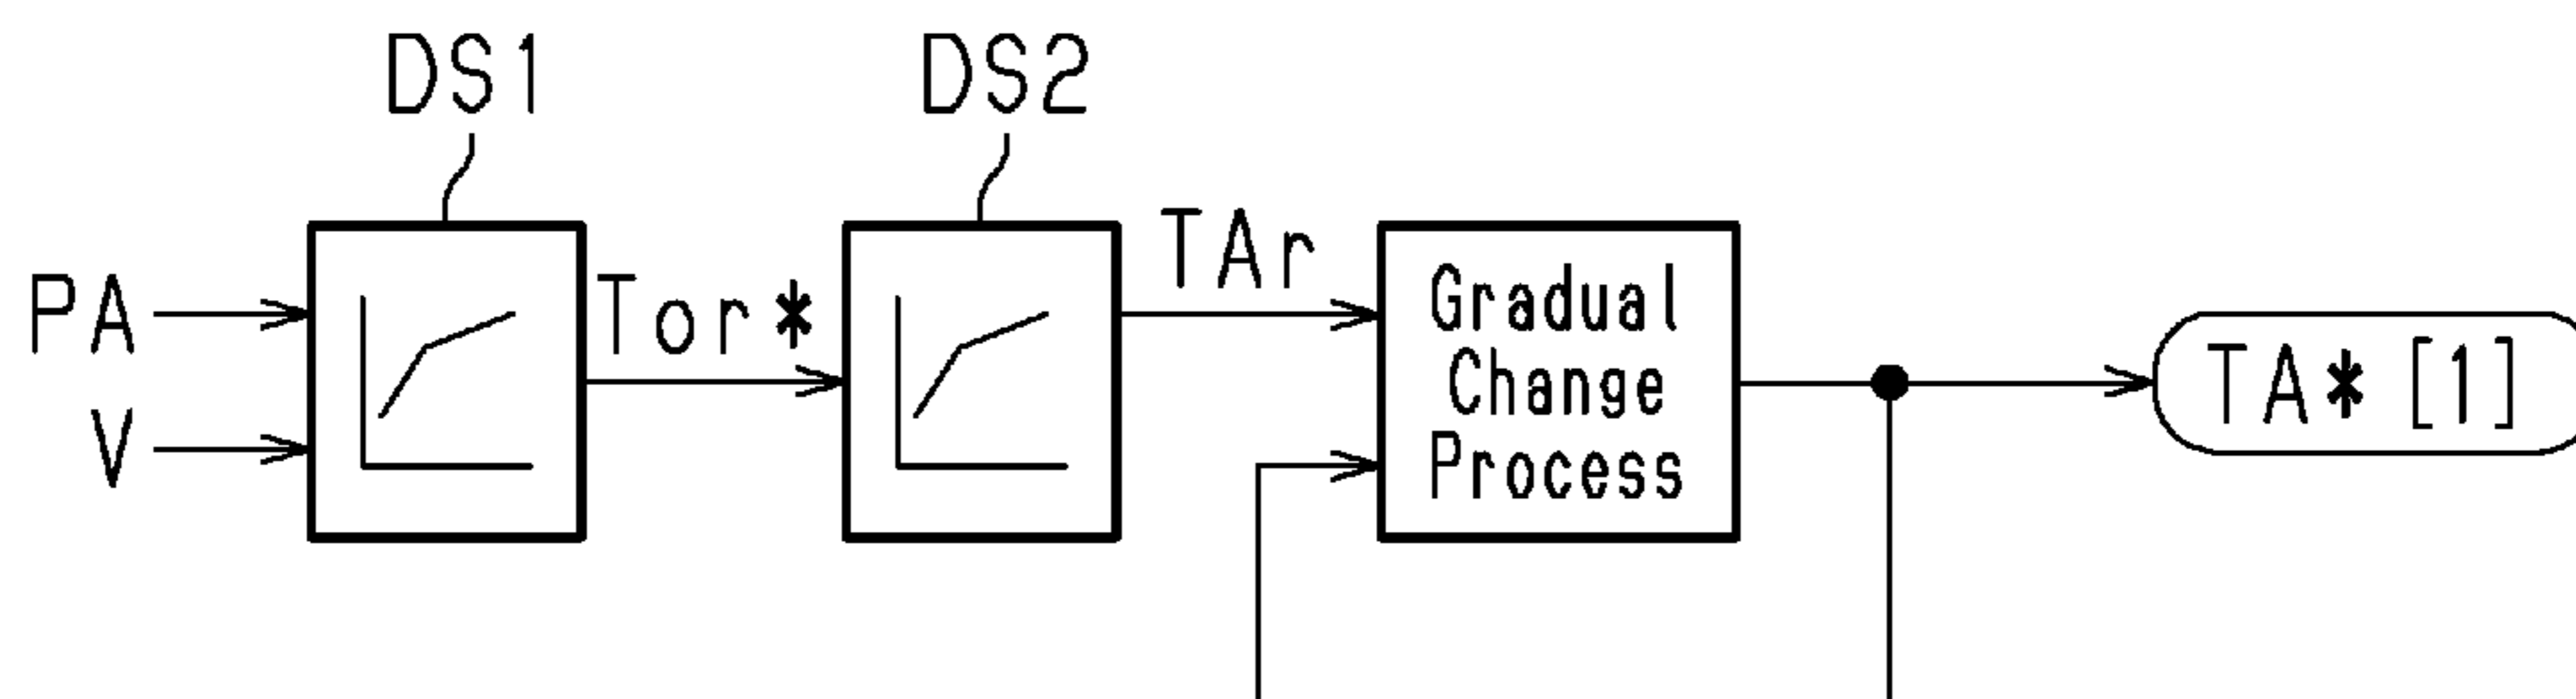 DS1
DS2
PA
V
Tor*
TAr
Gradual
Change
Process
TA* [1]